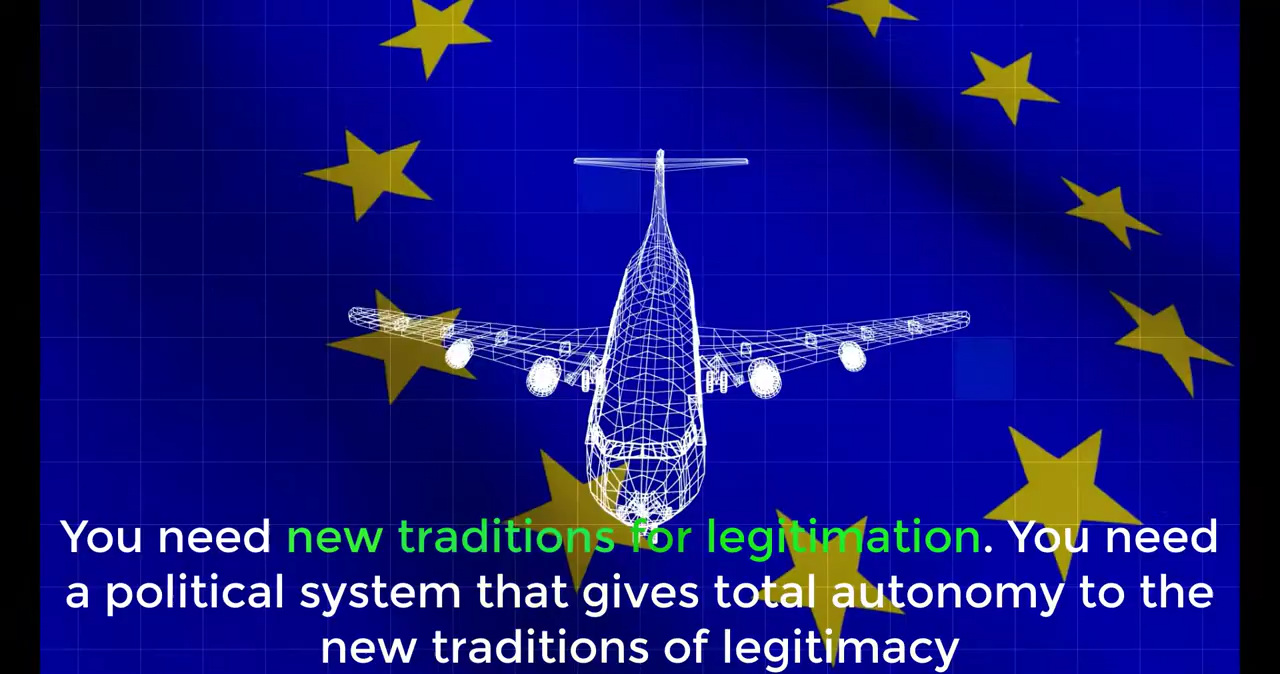 You need new traditions for legitimation. You need
a political system that gives total autonomy to the
new traditions of legitimacy